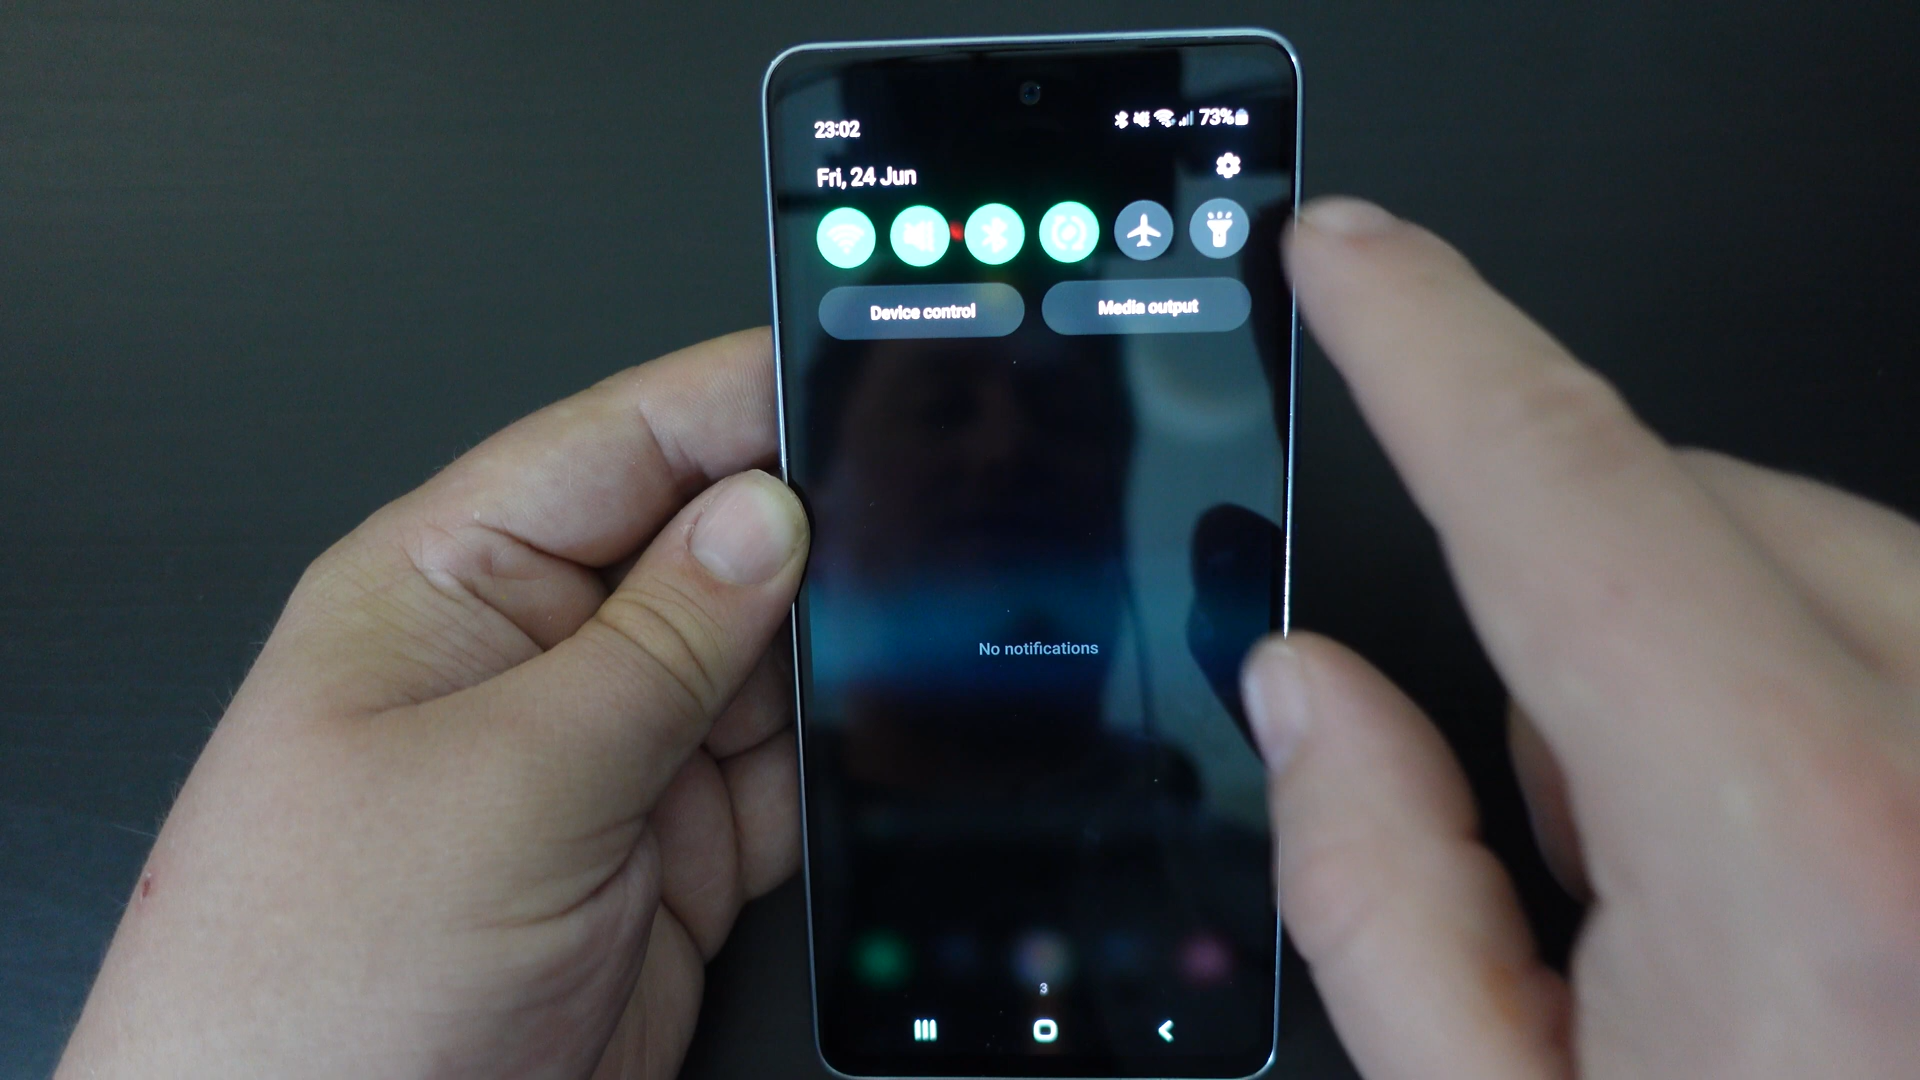 23:02
73%
Fri, 24 Jun
Device control
Media output
No notifications
3